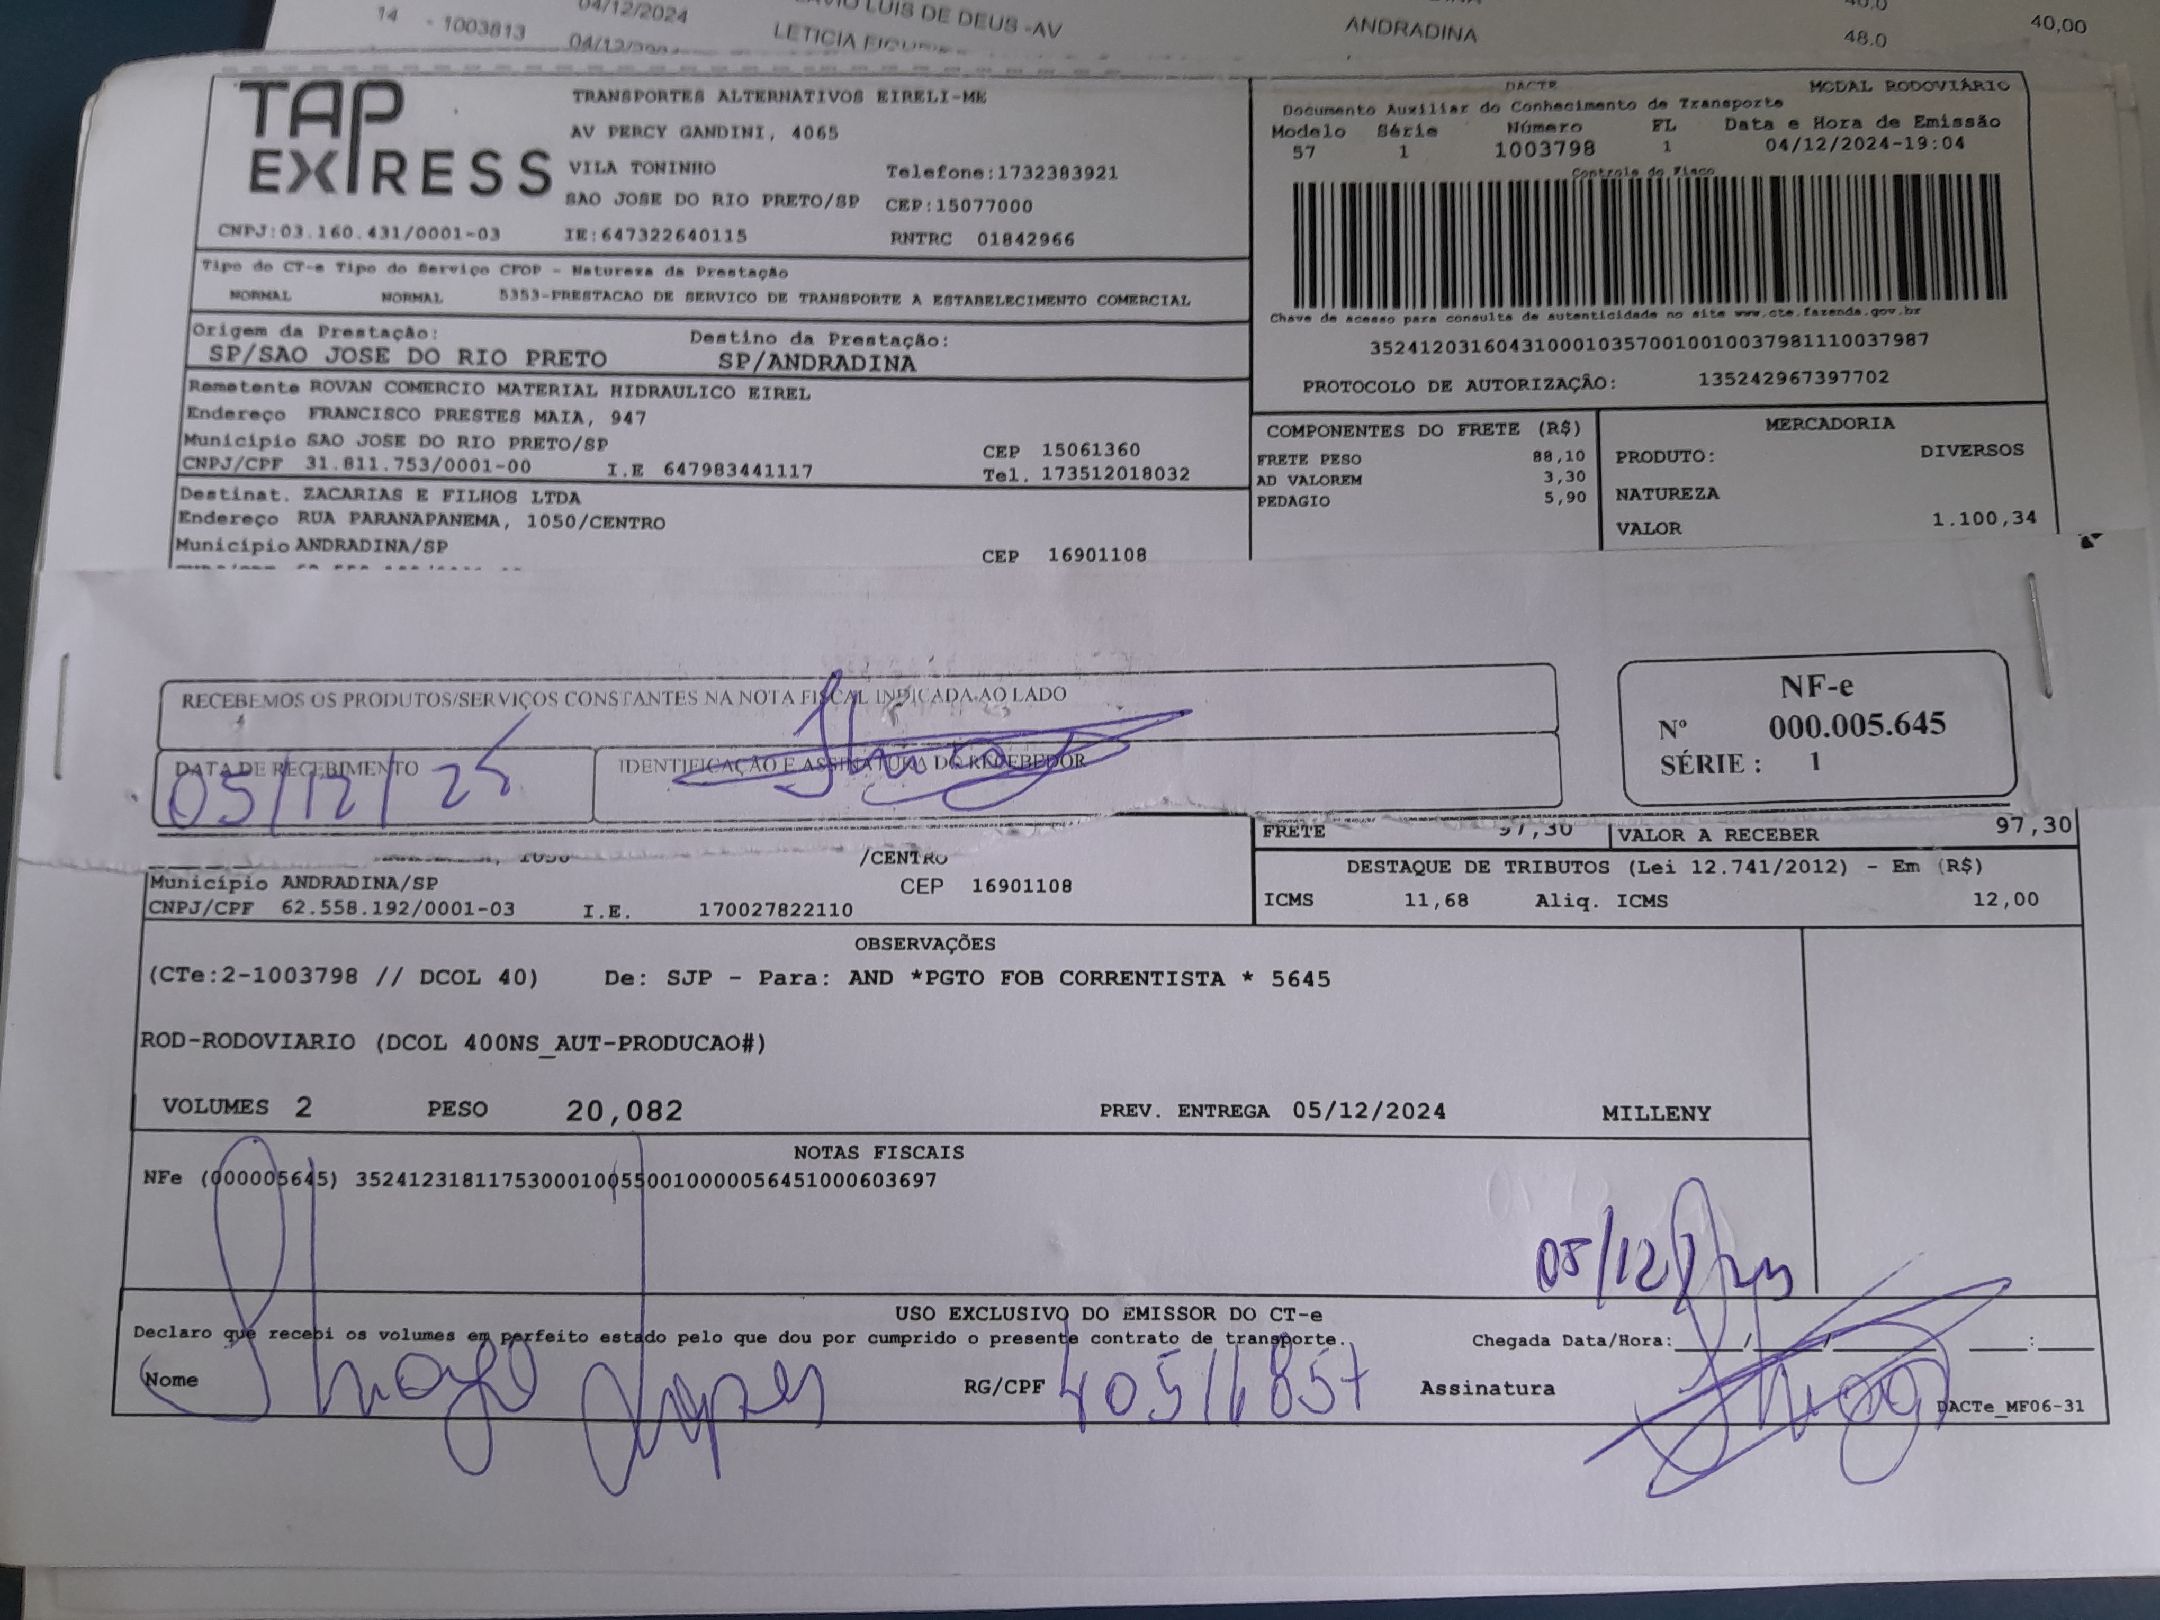 04/12/2024
LUIS DE DEUS -AV
40,00
14 - 1003813
LETICIA
ANDRADINA
48.0
TAP EXPRESS
TRANSPORTES ALTERNATIVOS EIRELI-ME
AV PERCY GANDINI, 4065
VILA TONINHO Telefone:1732383921
SAO JOSE DO RIO PRETO/SP CEP:15077000
CNPJ:03.160.431/0001-03 IE:647322640115 RNTRC 01842966
DACTE MODAL RODOVIÁRIO
Documento Auxiliar do Conhecimento de Transporte
Modelo Série Número FL Data e Hora de Emissão
57 1 1003798 1 04/12/2024-19:04
Controle do Fisco
Chave de acesso para consulta de autenticidade no site www.cte.fazenda.gov.br
35241203160431000103570010010037981110037987
PROTOCOLO DE AUTORIZAÇÃO: 135242967397702
Tipo do CT-e Tipo do Serviço CFOP - Natureza da Prestação
NORMAL NORMAL 5353-PRESTACAO DE SERVICO DE TRANSPORTE A ESTABELECIMENTO COMERCIAL
Origem da Prestação: Destino da Prestação:
SP/SAO JOSE DO RIO PRETO SP/ANDRADINA
Remetente ROVAN COMERCIO MATERIAL HIDRAULICO EIREL
Endereço FRANCISCO PRESTES MAIA, 947
Município SAO JOSE DO RIO PRETO/SP CEP 15061360
CNPJ/CPF 31.811.753/0001-00 I.E 647983441117 Tel. 173512018032
Destinat. ZACARIAS E FILHOS LTDA
Endereço RUA PARANAPANEMA, 1050/CENTRO
Município ANDRADINA/SP CEP 16901108
COMPONENTES DO FRETE (R$)
FRETE PESO 88,10
AD VALOREM 3,30
PEDAGIO 5,90
MERCADORIA
PRODUTO: DIVERSOS
NATUREZA
VALOR 1.100,34
RECEBEMOS OS PRODUTOS/SERVIÇOS CONSTANTES NA NOTA FISCAL INDICADA AO LADO
DATA DE RECEBIMENTO
05/12/
IDENTIFICAÇÃO E ASSINATURA DO RECEBEDOR
NF-e
Nº 000.005.645
SÉRIE : 1
FRETE 97,30 VALOR A RECEBER 97,30
DESTAQUE DE TRIBUTOS (Lei 12.741/2012) - Em (R$)
ICMS 11,68 Aliq. ICMS 12,00
, 1050 /CENTRO
Município ANDRADINA/SP CEP 16901108
CNPJ/CPF 62.558.192/0001-03 I.E. 170027822110
OBSERVAÇÕES
(CTe:2-1003798 // DCOL 40) De: SJP - Para: AND *PGTO FOB CORRENTISTA * 5645
ROD-RODOVIARIO (DCOL 400NS_AUT-PRODUCAO#)
VOLUMES 2 PESO 20,082 PREV. ENTREGA 05/12/2024 MILLENY
NOTAS FISCAIS
NFe (000005645) 35241231811753000100550010000056451000603697
05/12/
USO EXCLUSIVO DO EMISSOR DO CT-e
Declaro que recebi os volumes em perfeito estado pelo que dou por cumprido o presente contrato de transporte. Chegada Data/Hora:____/____/____ ___:___
Nome Thiago Lopes RG/CPF Assinatura
DACTe_MF06-31